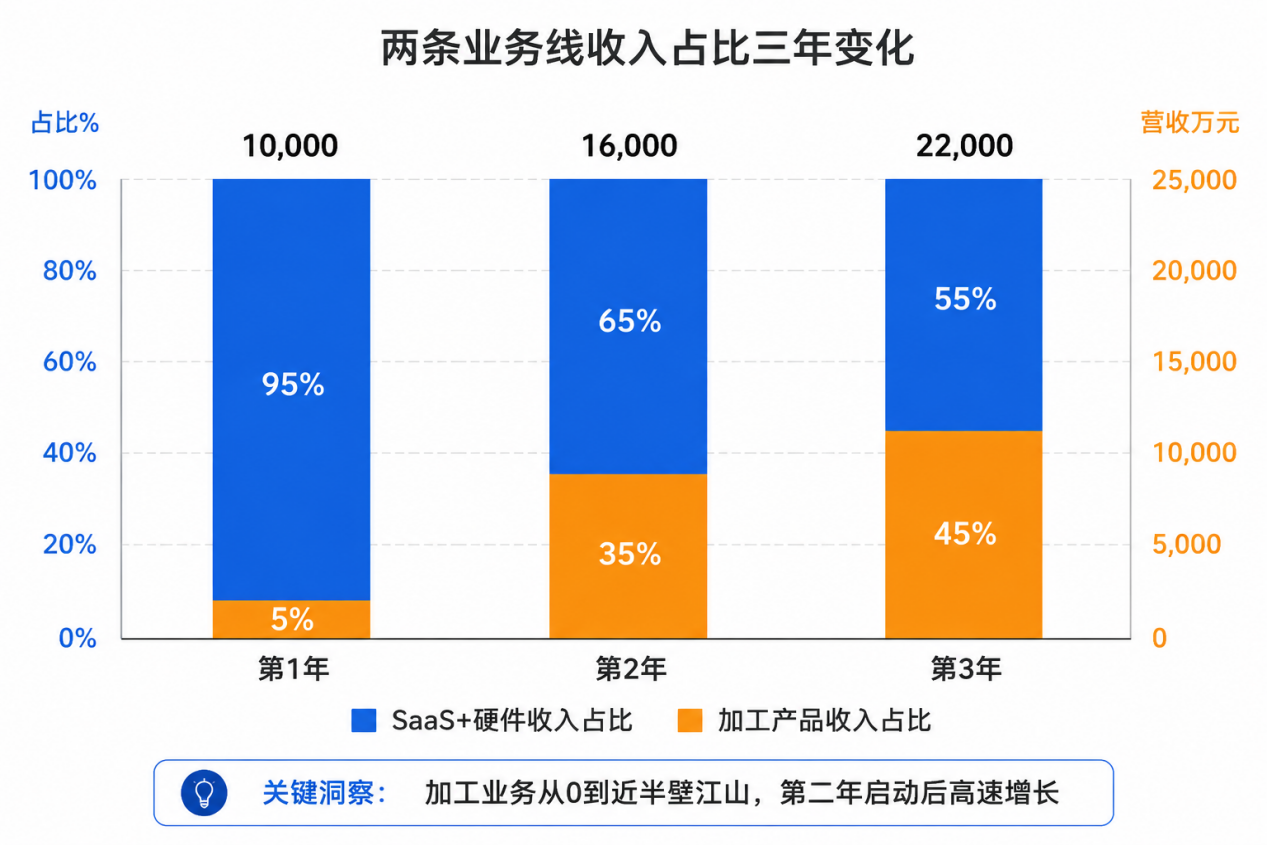 两条业务线收入占比三年变化
占比%
营收万元
10,000
16,000
22,000
100%
25,000
80%
20,000
60%
15,000
40%
10,000
20%
5,000
0%
0
95%
5%
65%
35%
55%
45%
第1年
第2年
第3年
SaaS+硬件收入占比
加工产品收入占比
关键洞察： 加工业务从0到近半壁江山，第二年启动后高速增长